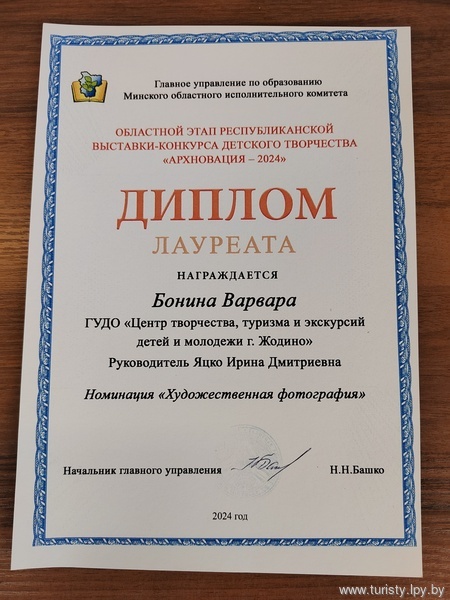 Главное управление по образованию
Минского областного исполнительного комитета
ОБЛАСТНОЙ ЭТАП РЕСПУБЛИКАНСКОЙ
ВЫСТАВКИ-КОНКУРСА ДЕТСКОГО ТВОРЧЕСТВА
«АРХНОВАЦИЯ – 2024»
ДИПЛОМ
ЛАУРЕАТА
НАГРАЖДАЕТСЯ
Бонина Варвара
ГУДО «Центр творчества, туризма и экскурсий
детей и молодежи г. Жодино»
Руководитель Яцко Ирина Дмитриевна
Номинация «Художественная фотография»
Начальник главного управления Н.Н.Башко
2024 год
www.turisty.lpy.by